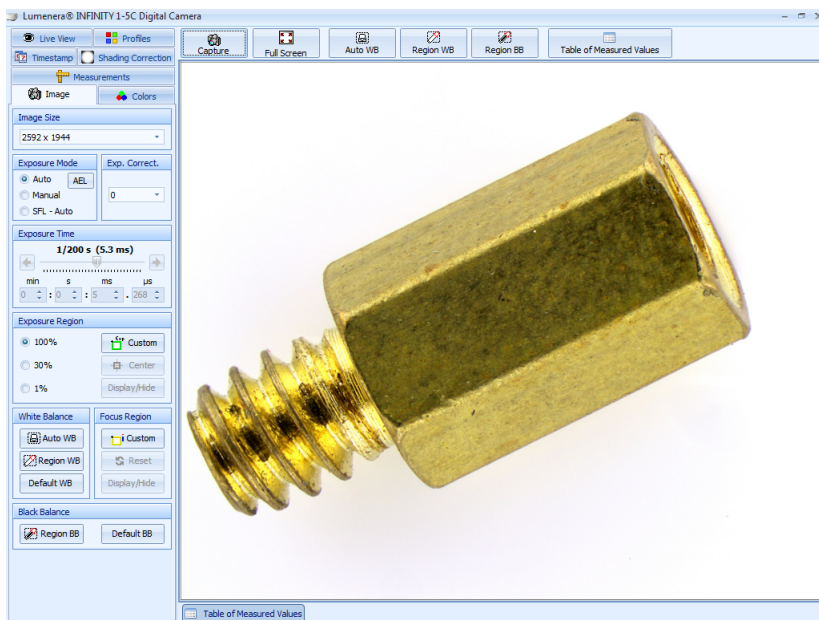 Lumenera® INFINITY 1-5C Digital Camera
Live View
Profiles
Timestamp
Shading Correction
Measurements
Image
Colors
Capture
Full Screen
Auto WB
Region WB
Region BB
Table of Measured Values
Image Size
2592 x 1944
Exposure Mode
Auto
AEL
Manual
SFL - Auto
Exp. Correct.
0
Exposure Time
1/200 s (5.3 ms)
min s ms µs
0 : 0 : 5 . 268
Exposure Region
100%
Custom
30%
Center
1%
Display/Hide
White Balance
Auto WB
Region WB
Default WB
Focus Region
Custom
Reset
Display/Hide
Black Balance
Region BB
Default BB
Table of Measured Values